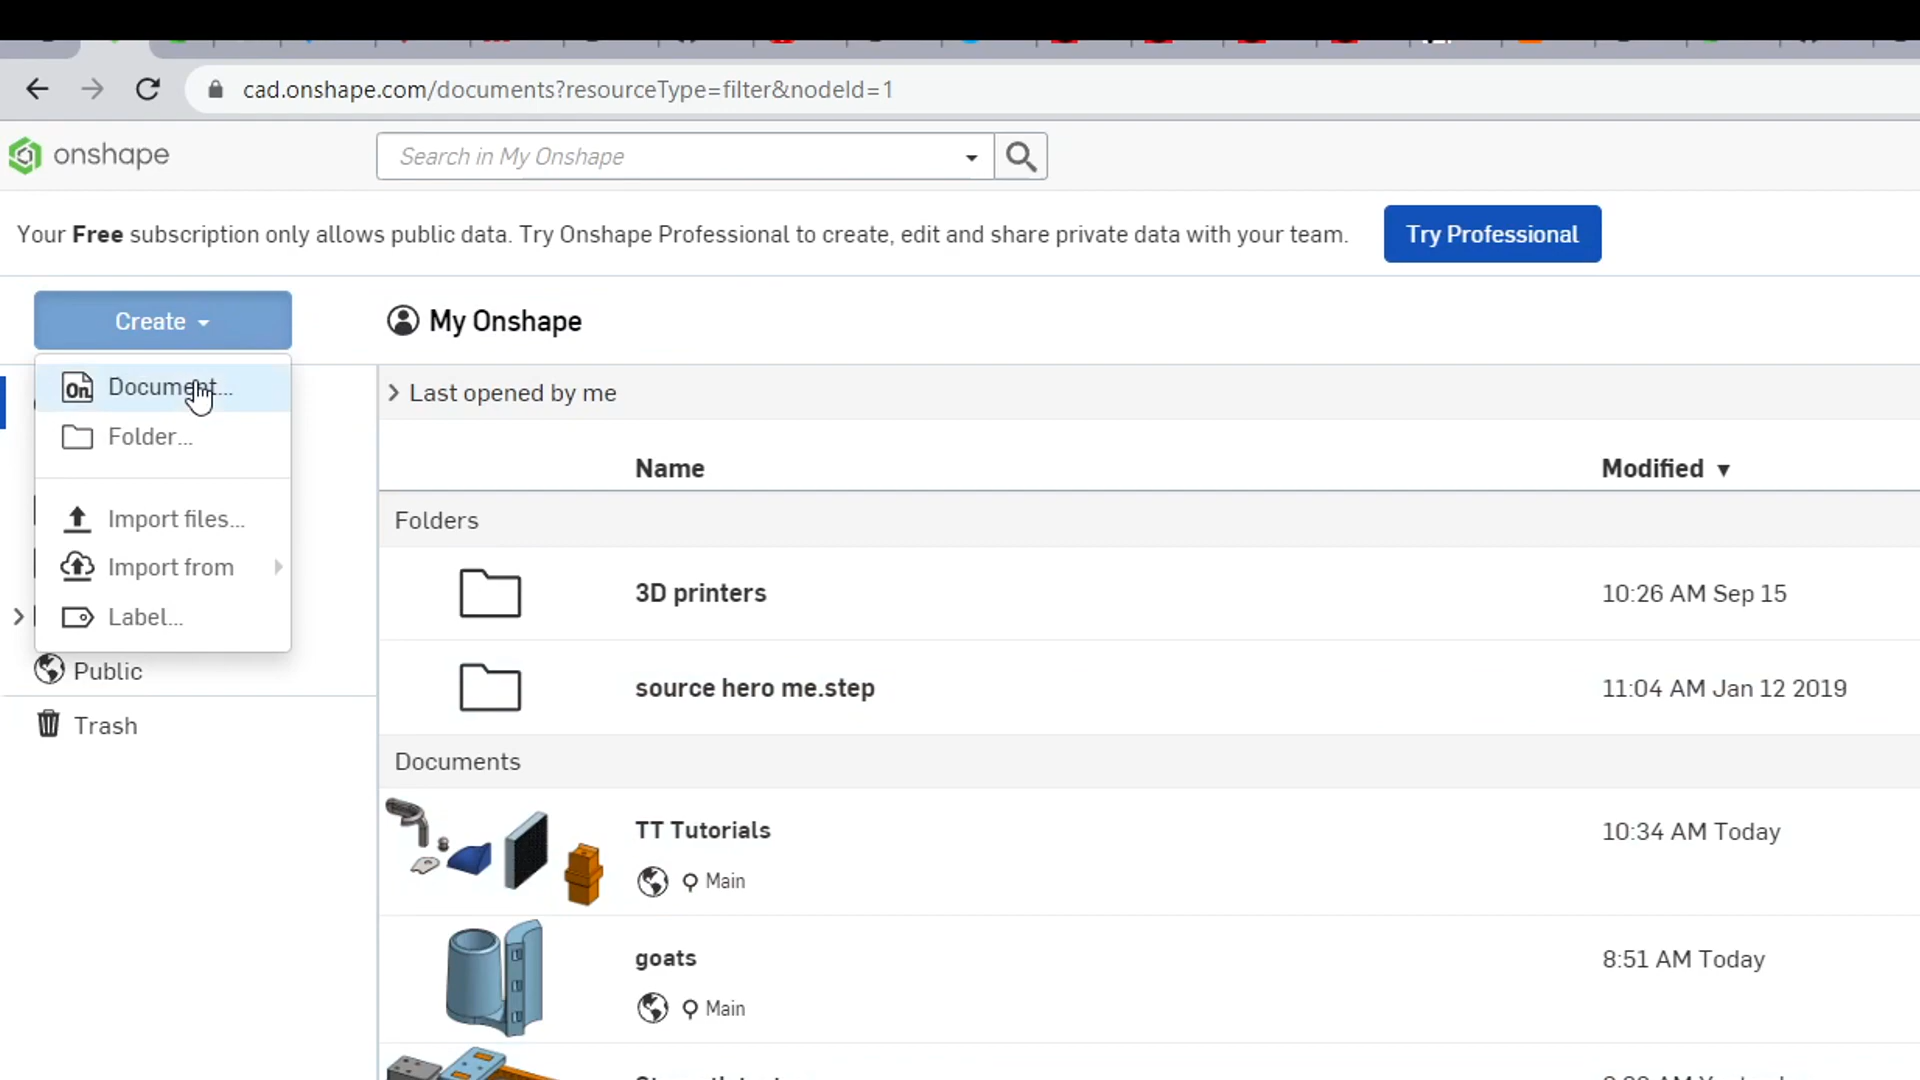 cad.onshape.com/documents?resourceType=filter&nodeId=1
onshape
Search in My Onshape
Your Free subscription only allows public data. Try Onshape Professional to create, edit and share private data with your team.
Try Professional
Create
My Onshape
Document...
Folder...
Import files...
Import from
Label...
Public
Trash
Last opened by me
Name
Modified
Folders
3D printers
10:26 AM Sep 15
source hero me.step
11:04 AM Jan 12 2019
Documents
TT Tutorials
10:34 AM Today
Main
goats
8:51 AM Today
Main